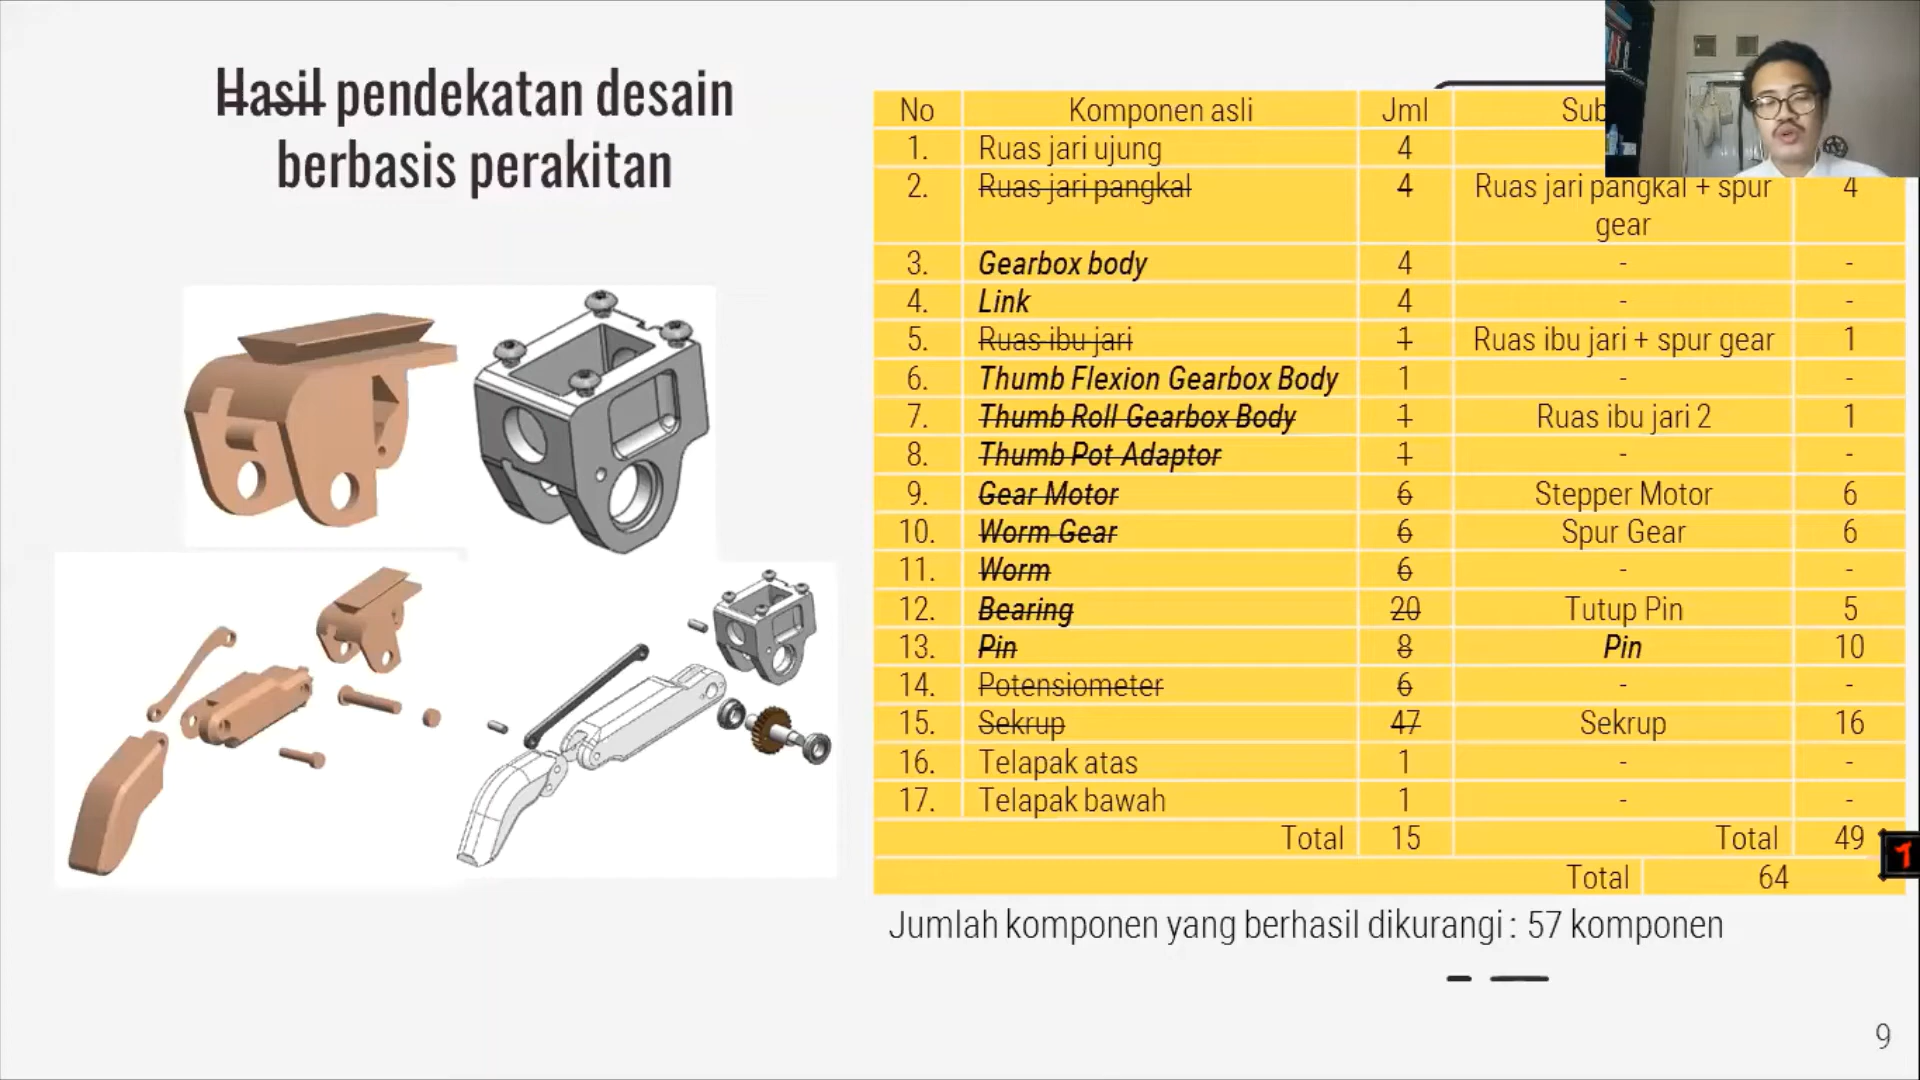 Hasil pendekatan desain
berbasis perakitan
No Komponen asli Jml Sub
1. Ruas jari ujung 4
2. Ruas jari pangkal 4 Ruas jari pangkal + spur gear 4
3. Gearbox body 4 - -
4. Link 4 - -
5. Ruas ibu jari 1 Ruas ibu jari + spur gear 1
6. Thumb Flexion Gearbox Body 1 - -
7. Thumb Roll Gearbox Body 1 Ruas ibu jari 2 1
8. Thumb Pot Adaptor 1 - -
9. Gear Motor 6 Stepper Motor 6
10. Worm Gear 6 Spur Gear 6
11. Worm 6 - -
12. Bearing 20 Tutup Pin 5
13. Pin 8 Pin 10
14. Potensiometer 6 - -
15. Sekrup 47 Sekrup 16
16. Telapak atas 1 - -
17. Telapak bawah 1 - -
Total 15 Total 49
Total 64
Jumlah komponen yang berhasil dikurangi : 57 komponen
9